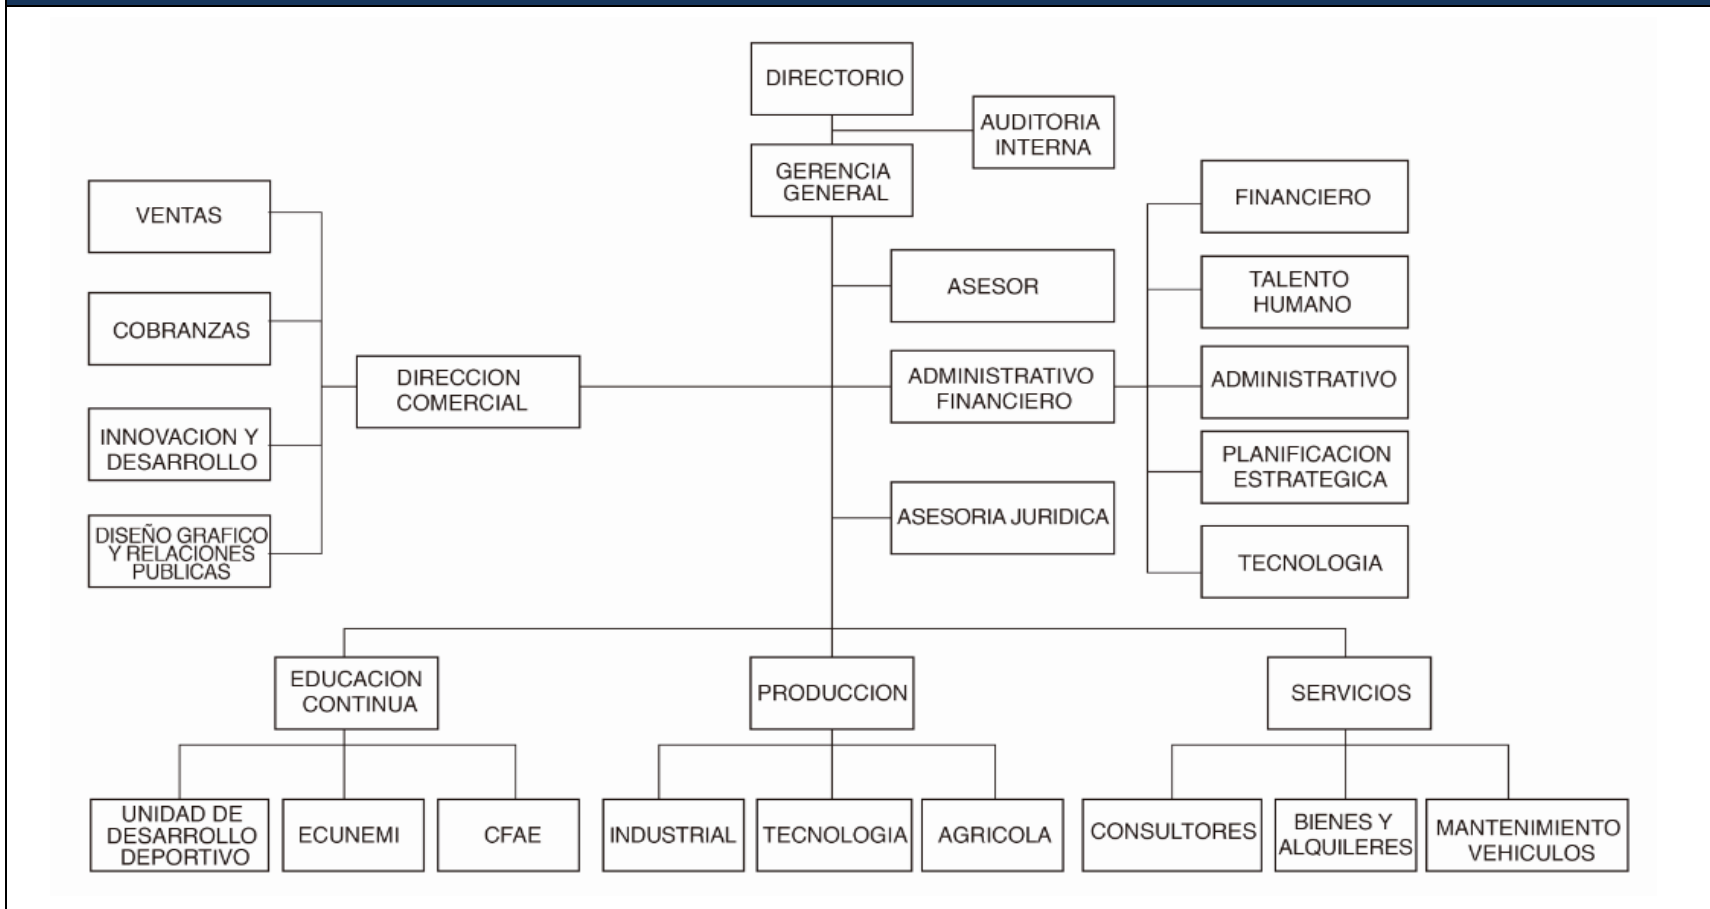 DIRECTORIO
AUDITORIA
INTERNA
GERENCIA
GENERAL
VENTAS
COBRANZAS
INNOVACION Y
DESARROLLO
DISEÑO GRAFICO
Y RELACIONES
PUBLICAS
DIRECCION
COMERCIAL
ASESOR
ADMINISTRATIVO
FINANCIERO
ASESORIA JURIDICA
FINANCIERO
TALENTO
HUMANO
ADMINISTRATIVO
PLANIFICACION
ESTRATEGICA
TECNOLOGIA
EDUCACION
CONTINUA
PRODUCCION
SERVICIOS
UNIDAD DE
DESARROLLO
DEPORTIVO
ECUNEMI
CFAE
INDUSTRIAL
TECNOLOGIA
AGRICOLA
CONSULTORES
BIENES Y
ALQUILERES
MANTENIMIENTO
VEHICULOS